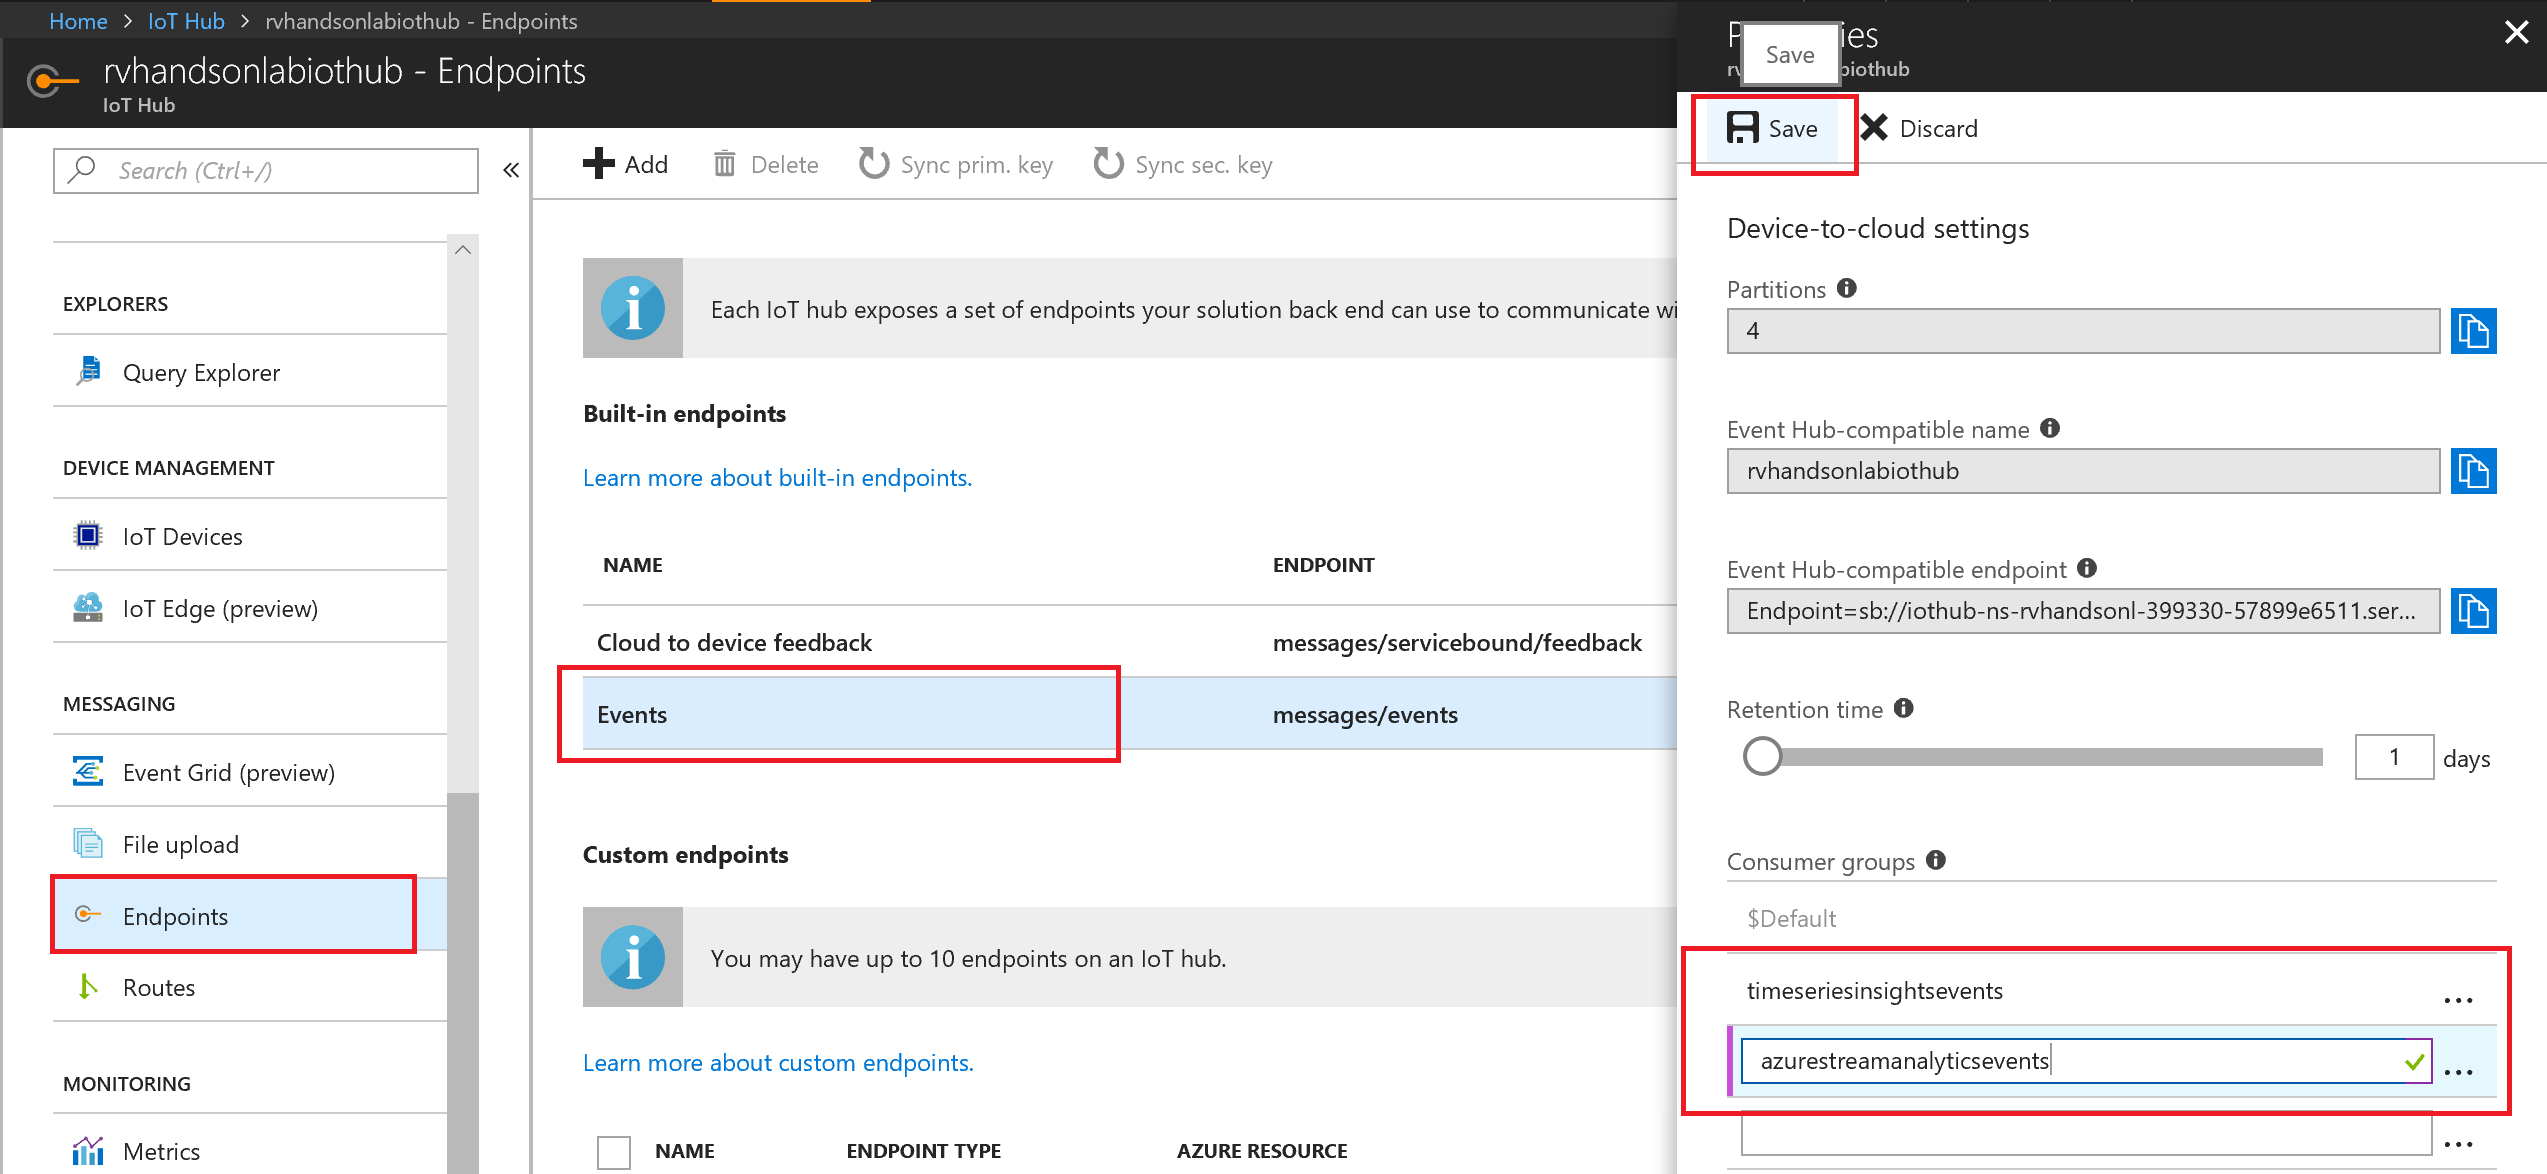 Home > IoT Hub > rvhandsonlabiothub - Endpoints
rvhandsonlabiothub - Endpoints
IoT Hub
Search (Ctrl+/)
«
EXPLORERS
Query Explorer
DEVICE MANAGEMENT
IoT Devices
IoT Edge (preview)
MESSAGING
Event Grid (preview)
File upload
Endpoints
Routes
MONITORING
Metrics
Add
Delete
Sync prim. key
Sync sec. key
Each IoT hub exposes a set of endpoints your solution back end can use to communicate wi
Built-in endpoints
Learn more about built-in endpoints.
NAME ENDPOINT
Cloud to device feedback messages/servicebound/feedback
Events messages/events
Custom endpoints
You may have up to 10 endpoints on an IoT hub.
Learn more about custom endpoints.
NAME ENDPOINT TYPE AZURE RESOURCE
Save
Save
Discard
Device-to-cloud settings
Partitions
4
Event Hub-compatible name
rvhandsonlabiothub
Event Hub-compatible endpoint
Endpoint=sb://iothub-ns-rvhandsonl-399330-57899e6511.ser...
Retention time
1 days
Consumer groups
$Default
timeseriesinsightsevents
...
azurestreamanalyticsevents
...
...